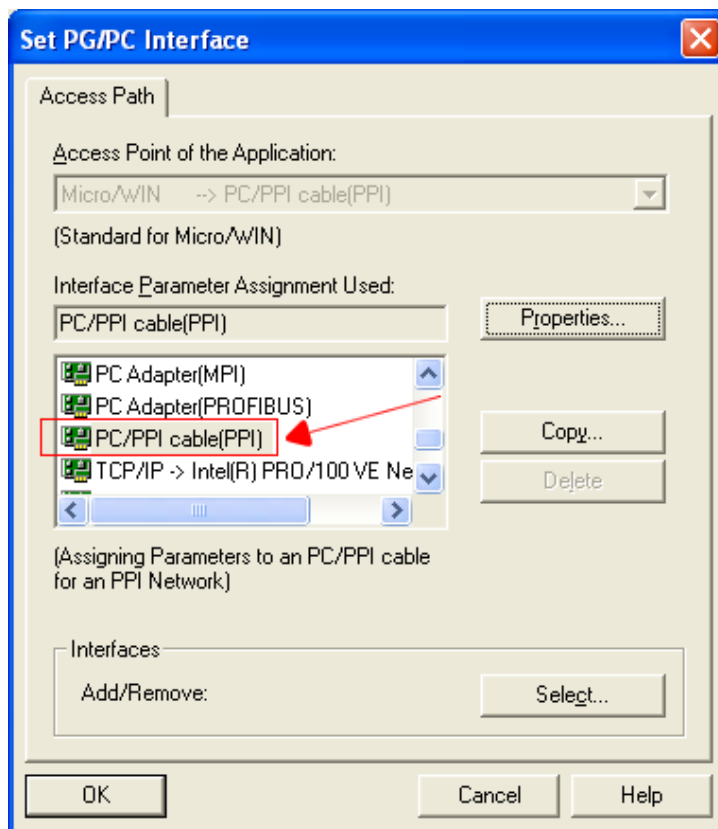 Set PG/PC Interface
Access Path
Access Point of the Application:
Micro/WIN --> PC/PPI cable(PPI)
(Standard for Micro/WIN)
Interface Parameter Assignment Used:
PC/PPI cable(PPI)
Properties...
PC Adapter(MPI)
PC Adapter(PROFIBUS)
PC/PPI cable(PPI)
TCP/IP -> Intel(R) PRO/100 VE Ne
Copy...
Delete
(Assigning Parameters to an PC/PPI cable
for an PPI Network)
Interfaces
Add/Remove:
Select...
OK
Cancel
Help